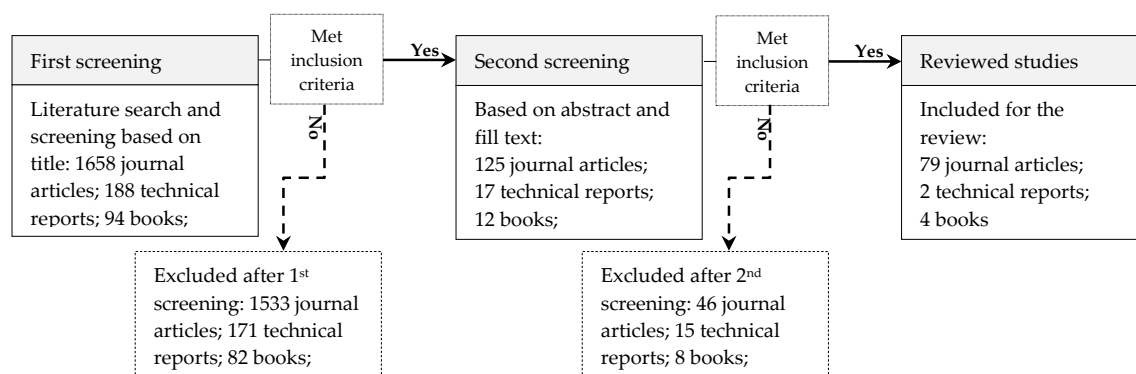 First screening
Literature search and
screening based on
title: 1658 journal
articles; 188 technical
reports; 94 books;
Met
inclusion
criteria
Yes
No
Excluded after 1st
screening: 1533 journal
articles; 171 technical
reports; 82 books;
Second screening
Based on abstract and
fill text:
125 journal articles;
17 technical reports;
12 books;
Met
inclusion
criteria
Yes
No
Excluded after 2nd
screening: 46 journal
articles; 15 technical
reports; 8 books;
Reviewed studies
Included for the
review:
79 journal articles;
2 technical reports;
4 books